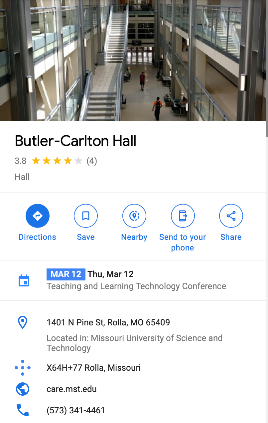 Butler-Carlton Hall
3.8 (4)
Hall
Directions
Save
Nearby
Send to your
phone
Share
MAR 12 Thu, Mar 12
Teaching and Learning Technology Conference
1401 N Pine St, Rolla, MO 65409
Located in: Missouri University of Science and
Technology
X64H+77 Rolla, Missouri
care.mst.edu
(573) 341-4461